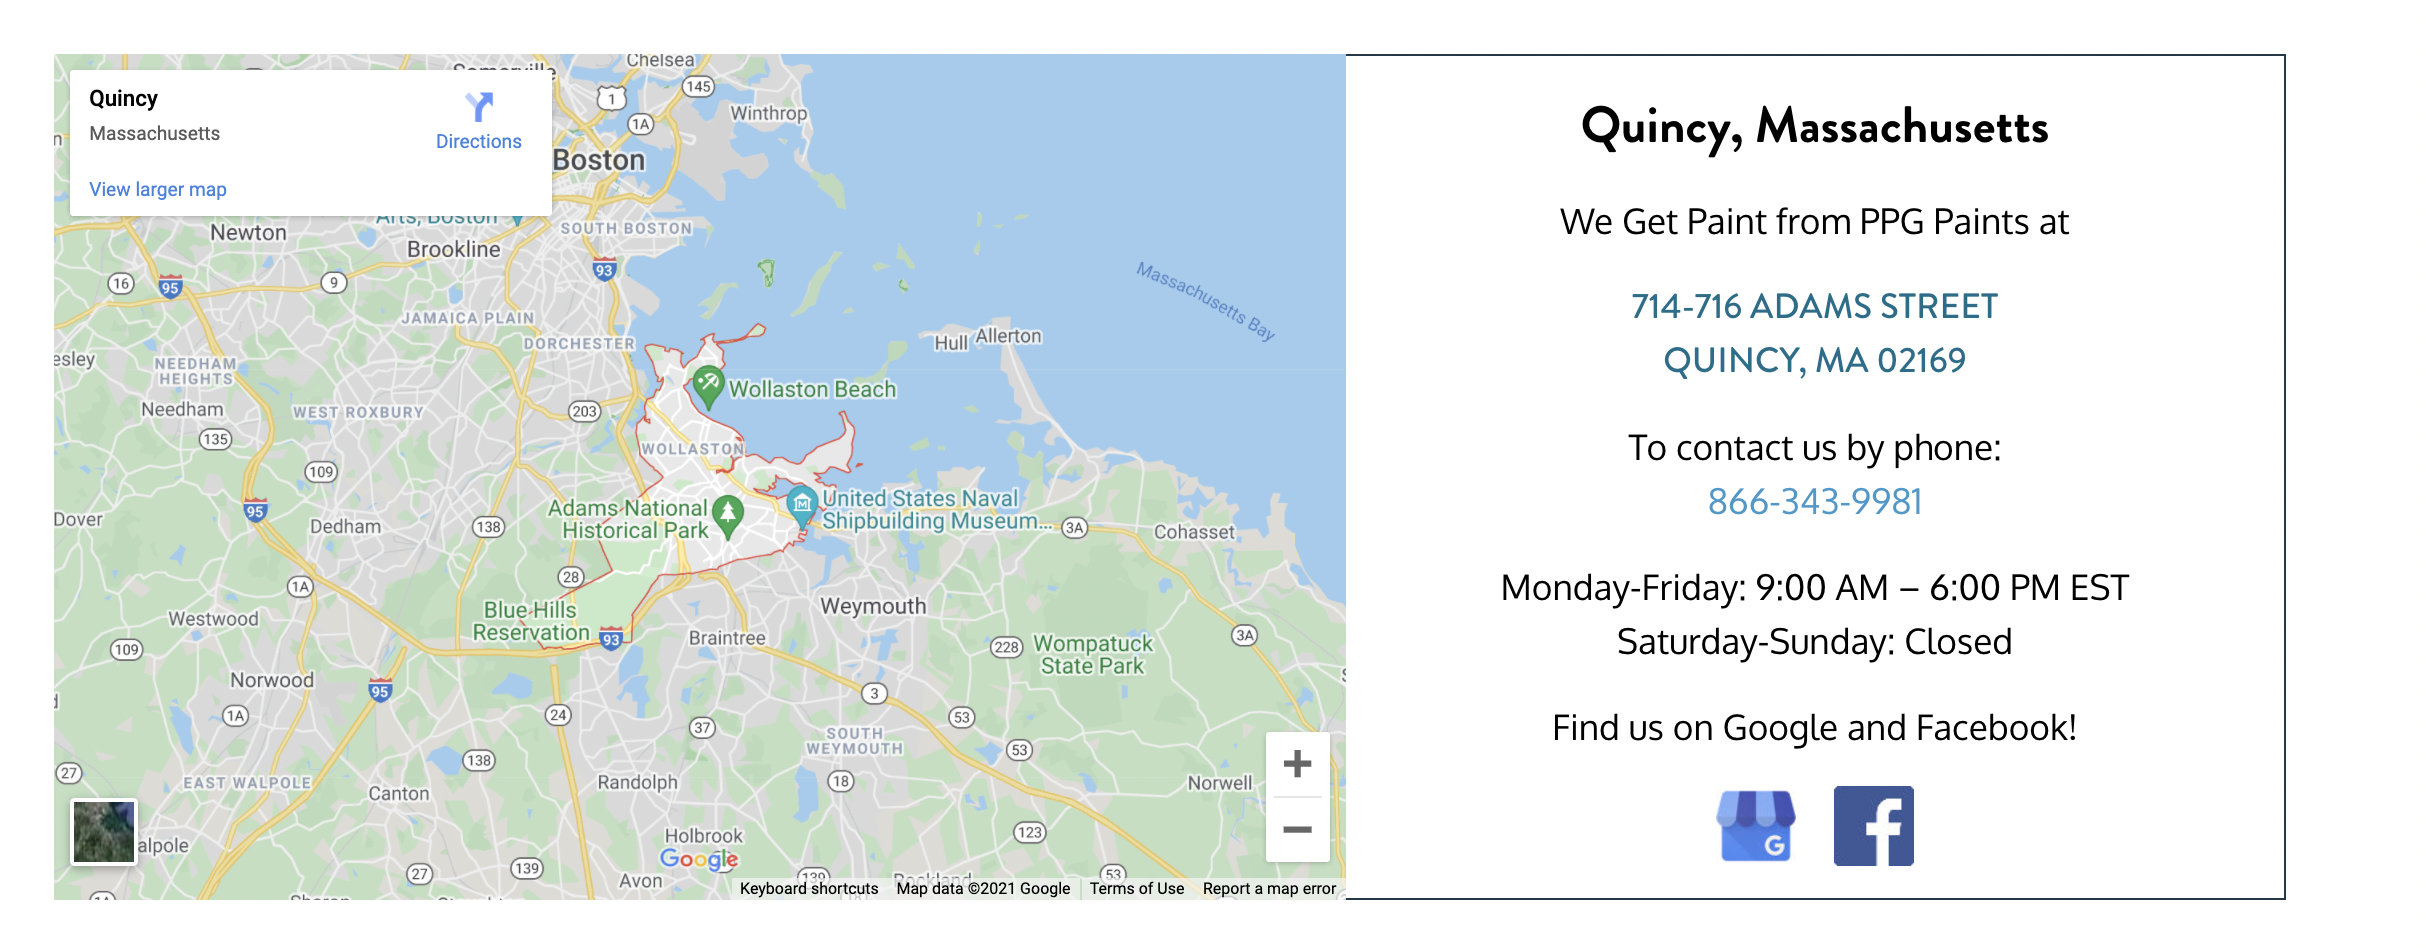 Somerville
Chelsea
145
1
Quincy
Massachusetts
Directions
View larger map
Winthrop
1A
Boston
Arts, Boston
Newton
Brookline
SOUTH BOSTON
93
16
95
9
Massachusetts Bay
JAMAICA PLAIN
DORCHESTER
Hull
Allerton
esley
NEEDHAM
HEIGHTS
Wollaston Beach
Needham
WEST ROXBURY
203
135
WOLLASTON
109
95
Adams National
Historical Park
United States Naval
Shipbuilding Museum...
3A
Cohasset
Dover
Dedham
138
1A
28
Blue Hills
Reservation
93
Weymouth
Westwood
Braintree
109
228
Wompatuck
State Park
3A
Norwood
95
3
1A
24
37
53
SOUTH
WEYMOUTH
53
138
27
EAST WALPOLE
Canton
Randolph
18
Norwell
alpole
Holbrook
123
Google
27
139
Avon
139
Rockland
53
1A
Sharon
Keyboard shortcuts
Map data ©2021 Google
Terms of Use
Report a map error
Quincy, Massachusetts
We Get Paint from PPG Paints at
714-716 ADAMS STREET
QUINCY, MA 02169
To contact us by phone:
866-343-9981
Monday-Friday: 9:00 AM – 6:00 PM EST
Saturday-Sunday: Closed
Find us on Google and Facebook!
G
f